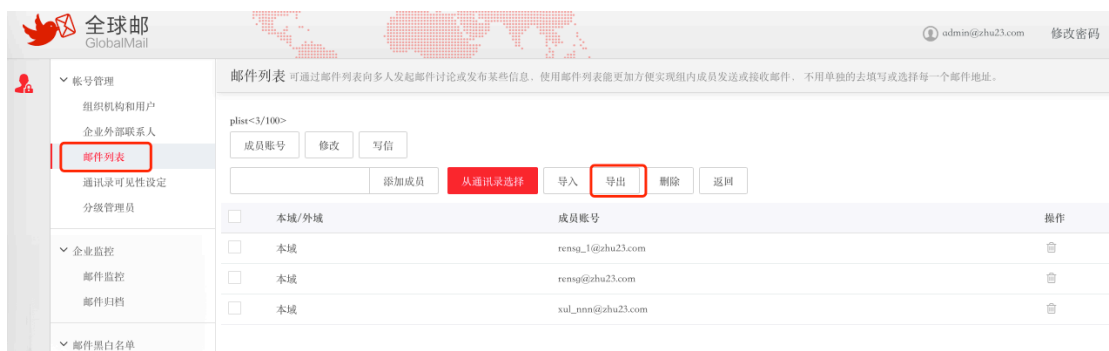 全球邮
GlobalMail
admin@zhu23.com 修改密码
帐号管理
组织机构和用户
企业外部联系人
邮件列表
通讯录可见性设定
分级管理员
企业监控
邮件监控
邮件归档
邮件黑白名单
邮件列表 可通过邮件列表向多人发起邮件讨论或发布某些信息，使用邮件列表能更加方便实现组内成员发送或接收邮件， 不用单独的去填写或选择每一个邮件地址。
plist<3/100>
成员账号 修改 写信
添加成员 从通讯录选择 导入 导出 删除 返回
本域/外域 成员账号 操作
本域 rensg_1@zhu23.com
本域 rensg@zhu23.com
本域 xul_nnn@zhu23.com